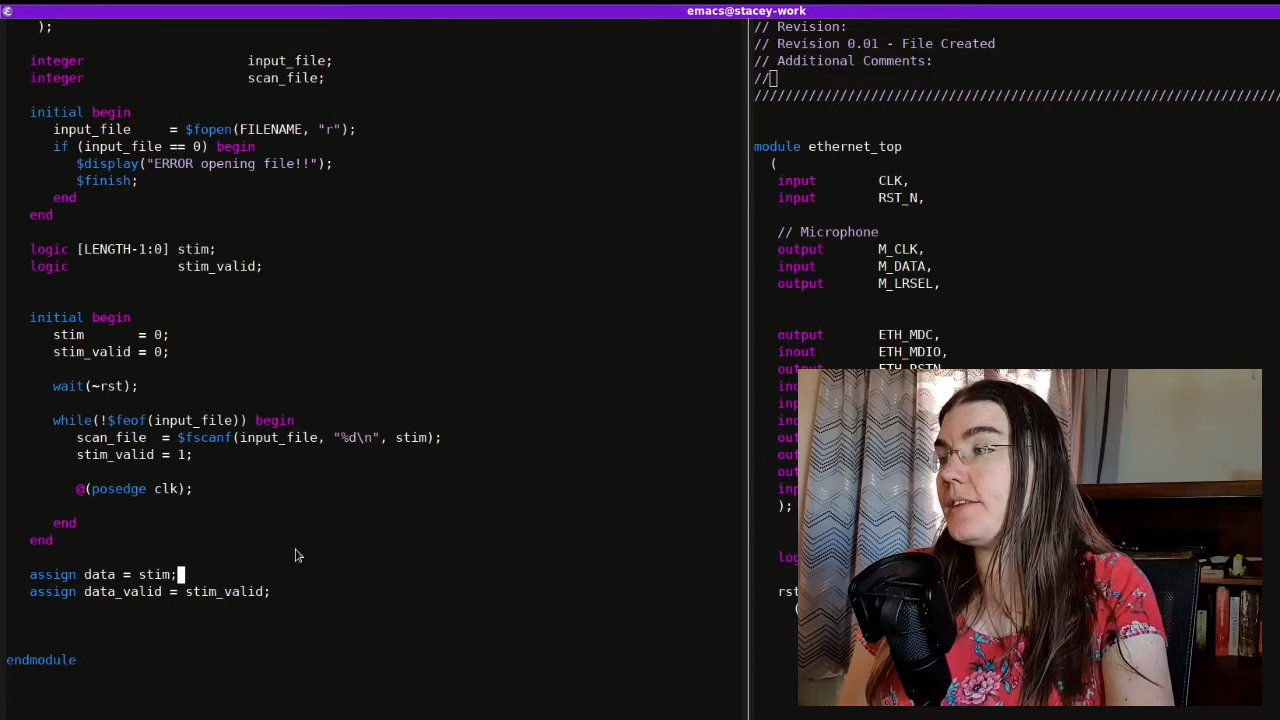 emacs@stacey-work
);
integer input_file;
integer scan_file;
initial begin
input_file = $fopen(FILENAME, "r");
if (input_file == 0) begin
$display("ERROR opening file!!");
$finish;
end
end
logic [LENGTH-1:0] stim;
logic stim_valid;
initial begin
stim = 0;
stim_valid = 0;
wait(~rst);
while(!$feof(input_file)) begin
scan_file = $fscanf(input_file, "%d\n", stim);
stim_valid = 1;
@(posedge clk);
end
end
assign data = stim;
assign data_valid = stim_valid;
endmodule
// Revision:
// Revision 0.01 - File Created
// Additional Comments:
//
////////////////////////////////////////////////////////////////////
module ethernet_top
(
input CLK,
input RST_N,
// Microphone
output M_CLK,
input M_DATA,
output M_LRSEL,
output ETH_MDC,
inout ETH_MDIO,
output ETH_RSTN
);